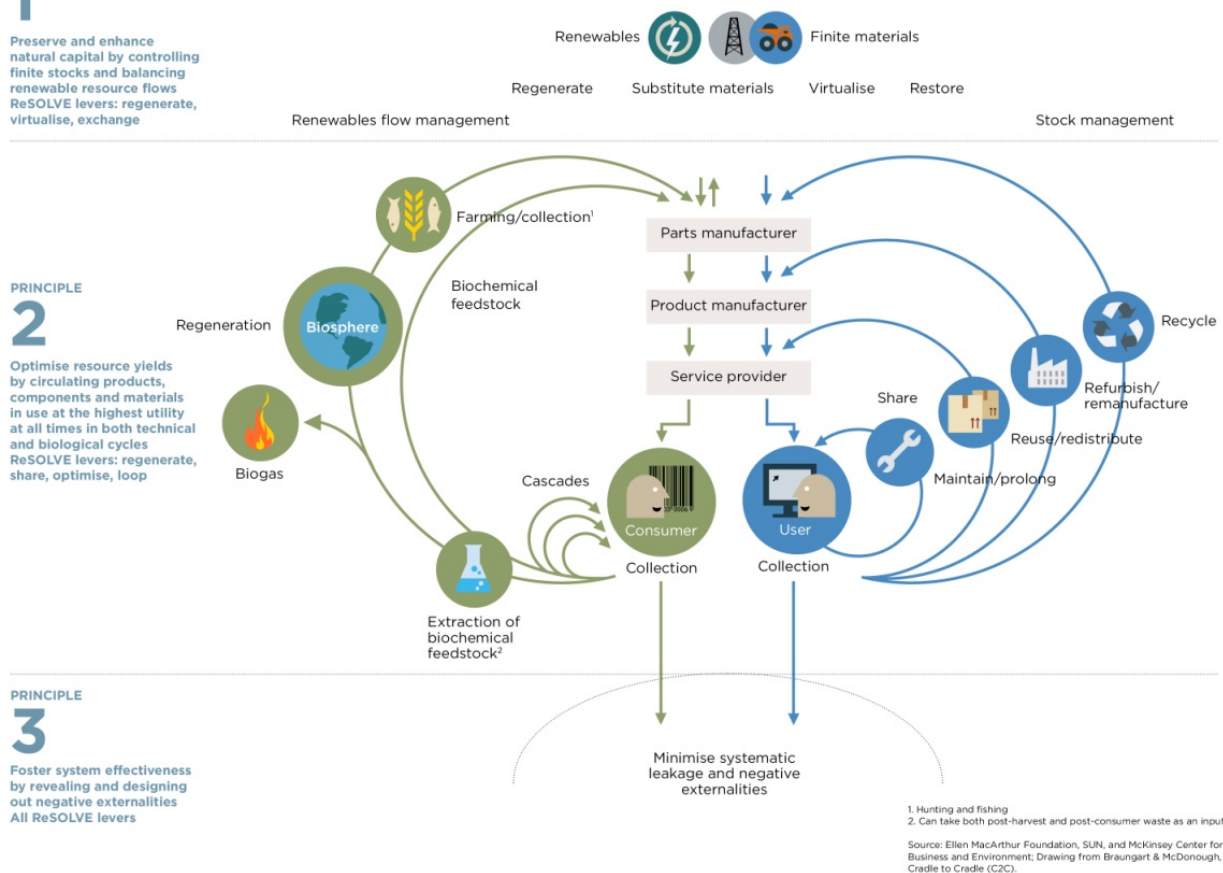 1
Preserve and enhance
natural capital by controlling
finite stocks and balancing
renewable resource flows
ReSOLVE levers: regenerate,
virtualise, exchange
Renewables
Finite materials
Regenerate
Substitute materials
Virtualise
Restore
Renewables flow management
Stock management
PRINCIPLE
2
Optimise resource yields
by circulating products,
components and materials
in use at the highest utility
at all times in both technical
and biological cycles
ReSOLVE levers: regenerate,
share, optimise, loop
Farming/collection¹
Biochemical
feedstock
Regeneration
Biosphere
Biogas
Cascades
Extraction of
biochemical
feedstock²
Parts manufacturer
Product manufacturer
Service provider
Consumer
Collection
User
Collection
Share
Maintain/prolong
Reuse/redistribute
Refurbish/
remanufacture
Recycle
PRINCIPLE
3
Foster system effectiveness
by revealing and designing
out negative externalities
All ReSOLVE levers
Minimise systematic
leakage and negative
externalities
1. Hunting and fishing
2. Can take both post-harvest and post-consumer waste as an input
Source: Ellen MacArthur Foundation, SUN, and McKinsey Center for
Business and Environment; Drawing from Braungart & McDonough,
Cradle to Cradle (C2C).